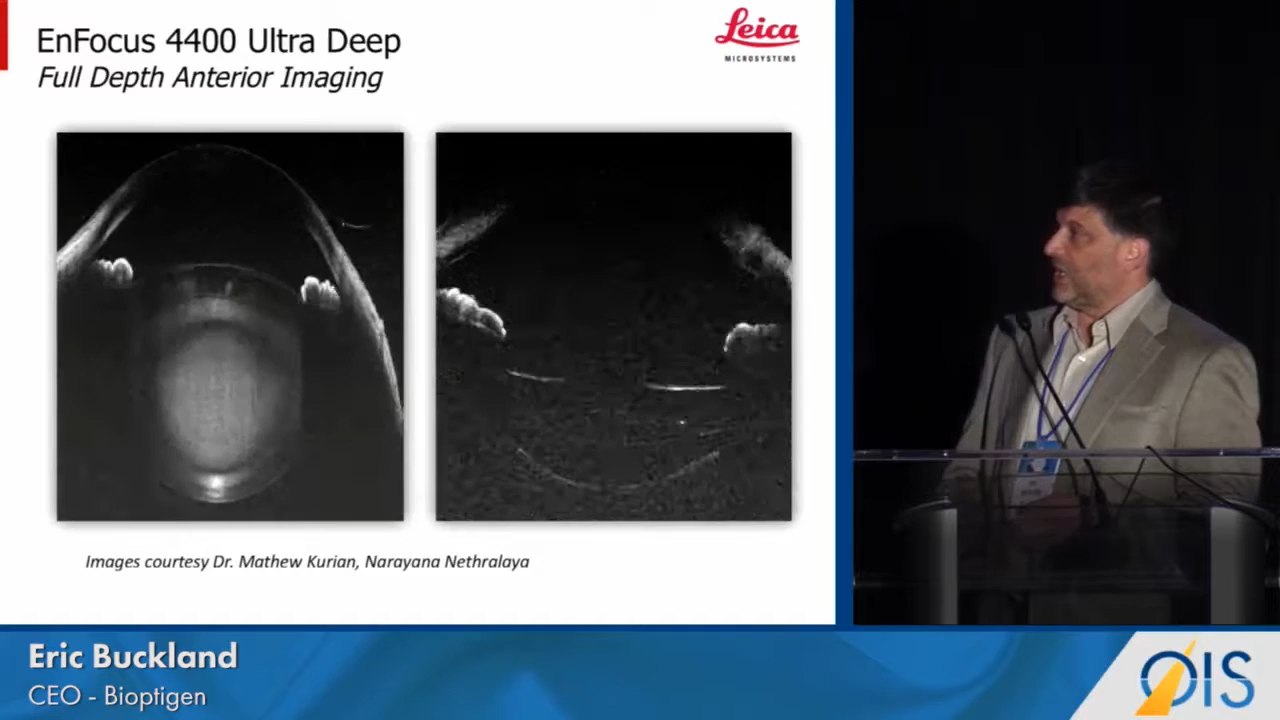 EnFocus 4400 Ultra Deep
Full Depth Anterior Imaging
Leica
MICROSYSTEMS
Images courtesy Dr. Mathew Kurian, Narayana Nethralaya
Eric Buckland
CEO - Bioptigen
OIS